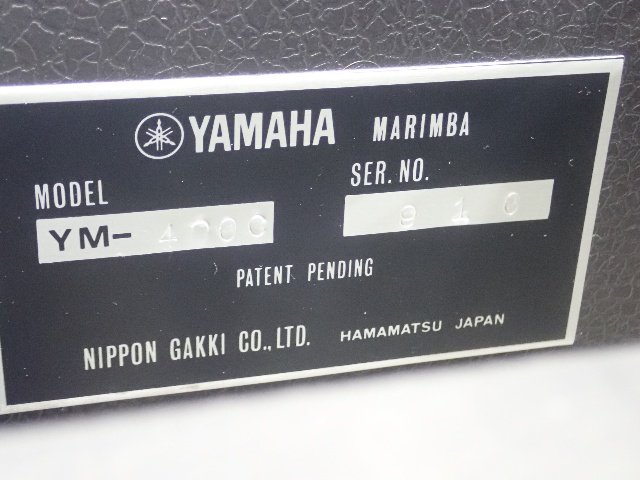 YAMAHA MARIMBA
MODEL SER. NO.
YM- 4000 910
PATENT PENDING
NIPPON GAKKI CO., LTD. HAMAMATSU JAPAN